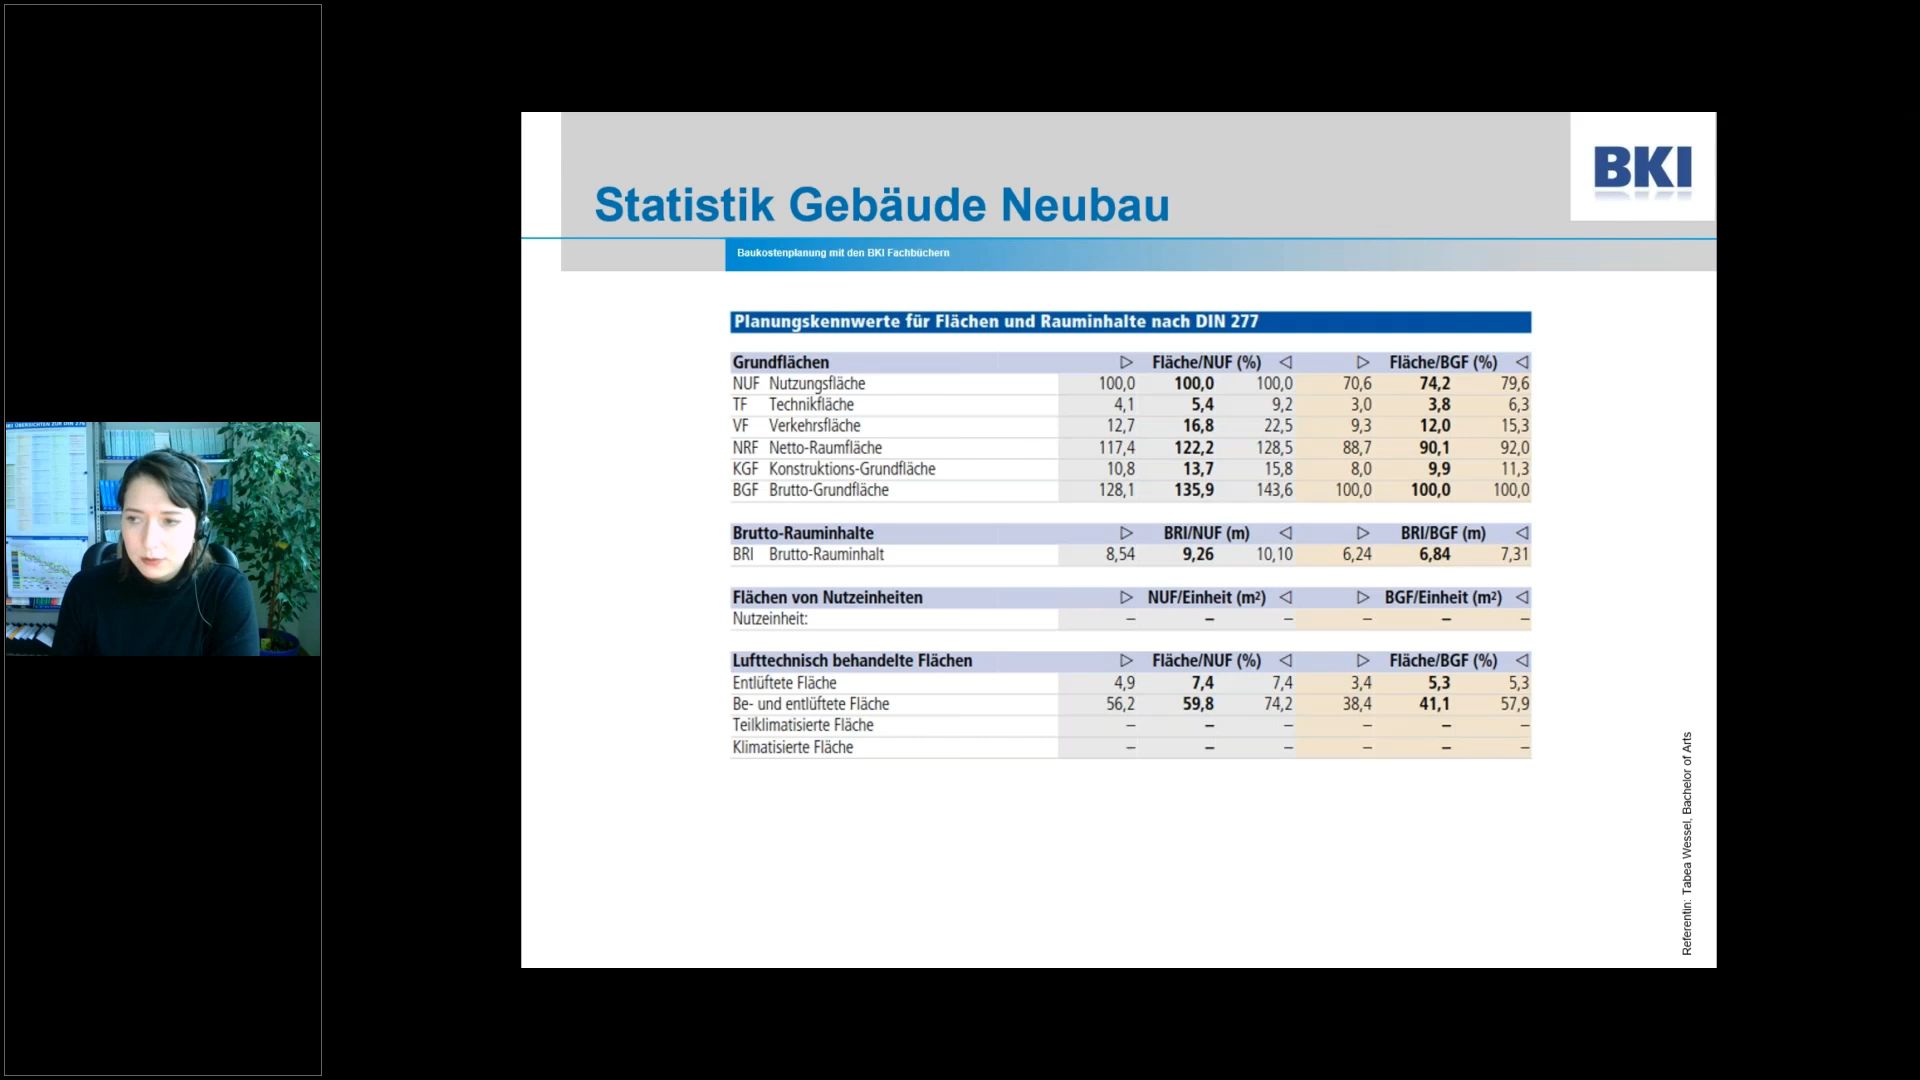 BKI
Statistik Gebäude Neubau
Baukostenplanung mit den BKI Fachbüchern
Planungskennwerte für Flächen und Rauminhalte nach DIN 277
Grundflächen ▷ Fläche/NUF (%) ◁ ▷ Fläche/BGF (%) ◁
NUF Nutzungsfläche 100,0 100,0 100,0 70,6 74,2 79,6
TF Technikfläche 4,1 5,4 9,2 3,0 3,8 6,3
VF Verkehrsfläche 12,7 16,8 22,5 9,3 12,0 15,3
NRF Netto-Raumfläche 117,4 122,2 128,5 88,7 90,1 92,0
KGF Konstruktions-Grundfläche 10,8 13,7 15,8 8,0 9,9 11,3
BGF Brutto-Grundfläche 128,1 135,9 143,6 100,0 100,0 100,0
Brutto-Rauminhalte ▷ BRI/NUF (m) ◁ ▷ BRI/BGF (m) ◁
BRI Brutto-Rauminhalt 8,54 9,26 10,10 6,24 6,84 7,31
Flächen von Nutzeinheiten ▷ NUF/Einheit (m²) ◁ ▷ BGF/Einheit (m²) ◁
Nutzeinheit: – – – – – –
Lufttechnisch behandelte Flächen ▷ Fläche/NUF (%) ◁ ▷ Fläche/BGF (%) ◁
Entlüftete Fläche 4,9 7,4 7,4 3,4 5,3 5,3
Be- und entlüftete Fläche 56,2 59,8 74,2 38,4 41,1 57,9
Teilklimatisierte Fläche – – – – – –
Klimatisierte Fläche – – – – – –
Referentin: Tabea Wessel, Bachelor of Arts